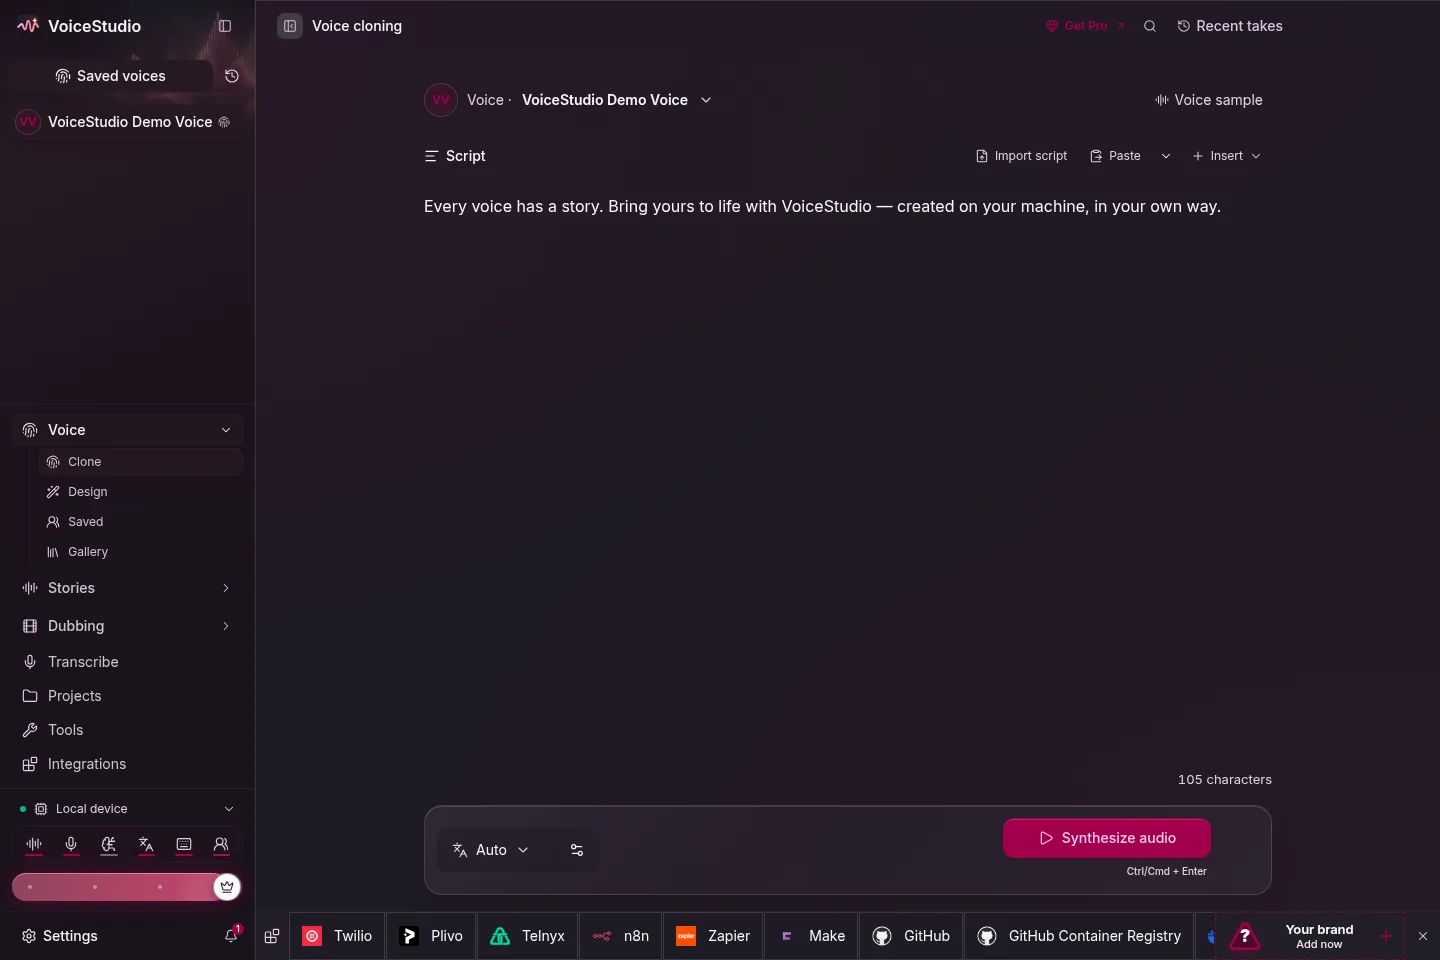 VoiceStudio
Saved voices
VV VoiceStudio Demo Voice
Voice
Clone
Design
Saved
Gallery
Stories
Dubbing
Transcribe
Projects
Tools
Integrations
Local device
Settings
1
Voice cloning
Get Pro
Recent takes
VV Voice · VoiceStudio Demo Voice
Voice sample
Script
Import script
Paste
Insert
Every voice has a story. Bring yours to life with VoiceStudio — created on your machine, in your own way.
105 characters
Auto
Synthesize audio
Ctrl/Cmd + Enter
Twilio
Plivo
Telnyx
n8n
zapier Zapier
Make
GitHub
GitHub Container Registry
? Your brand
Add now